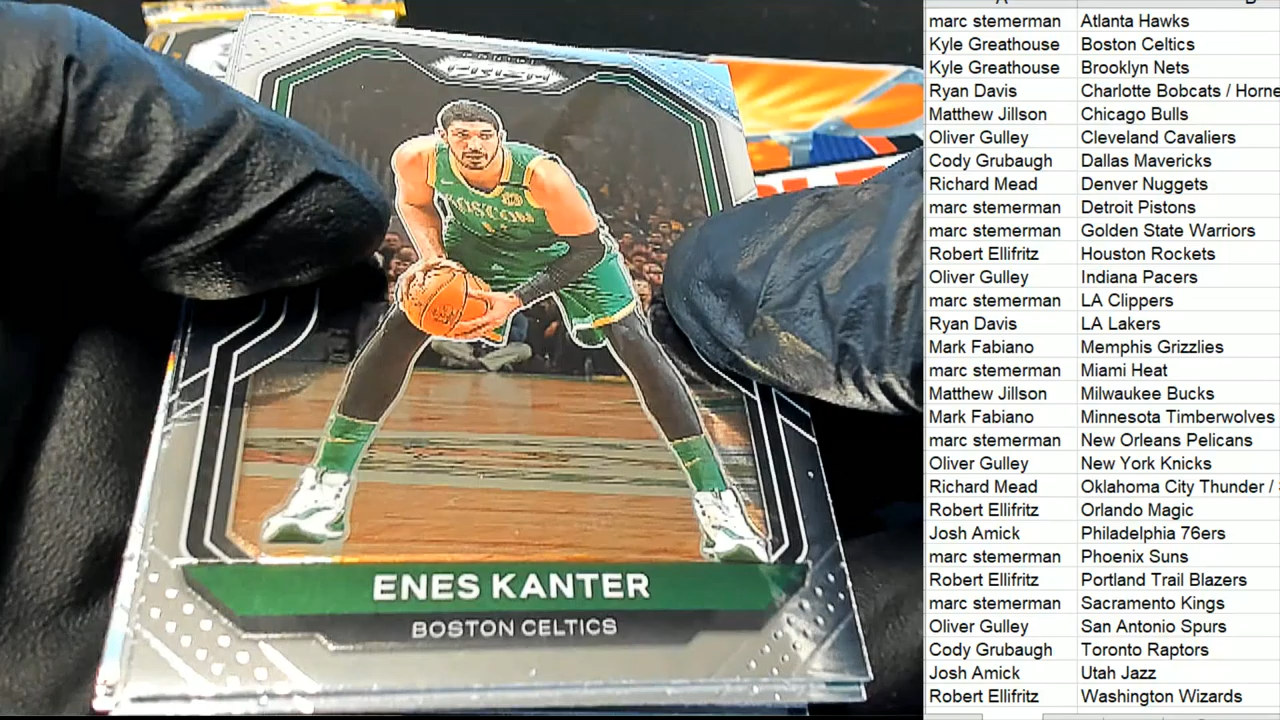 PRIZM
BOSTON
11
ENES KANTER
BOSTON CELTICS
marc stemerman Atlanta Hawks
Kyle Greathouse Boston Celtics
Kyle Greathouse Brooklyn Nets
Ryan Davis Charlotte Bobcats / Horne
Matthew Jillson Chicago Bulls
Oliver Gulley Cleveland Cavaliers
Cody Grubaugh Dallas Mavericks
Richard Mead Denver Nuggets
marc stemerman Detroit Pistons
marc stemerman Golden State Warriors
Robert Ellifritz Houston Rockets
Oliver Gulley Indiana Pacers
marc stemerman LA Clippers
Ryan Davis LA Lakers
Mark Fabiano Memphis Grizzlies
marc stemerman Miami Heat
Matthew Jillson Milwaukee Bucks
Mark Fabiano Minnesota Timberwolves
marc stemerman New Orleans Pelicans
Oliver Gulley New York Knicks
Richard Mead Oklahoma City Thunder /
Robert Ellifritz Orlando Magic
Josh Amick Philadelphia 76ers
marc stemerman Phoenix Suns
Robert Ellifritz Portland Trail Blazers
marc stemerman Sacramento Kings
Oliver Gulley San Antonio Spurs
Cody Grubaugh Toronto Raptors
Josh Amick Utah Jazz
Robert Ellifritz Washington Wizards